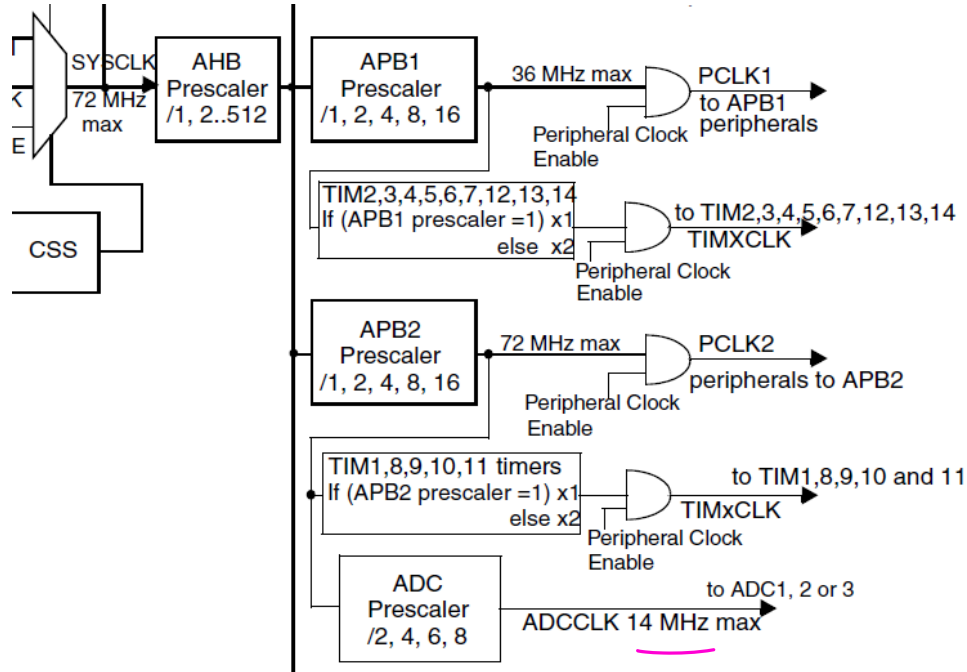 SYSCLK
72 MHz
max
K
E
CSS
AHB
Prescaler
/1, 2..512
APB1
Prescaler
/1, 2, 4, 8, 16
36 MHz max
PCLK1
to APB1
peripherals
Peripheral Clock
Enable
TIM2,3,4,5,6,7,12,13,14
If (APB1 prescaler =1) x1
else x2
to TIM2,3,4,5,6,7,12,13,14
TIMXCLK
Peripheral Clock
Enable
APB2
Prescaler
/1, 2, 4, 8, 16
72 MHz max
PCLK2
peripherals to APB2
Peripheral Clock
Enable
TIM1,8,9,10,11 timers
If (APB2 prescaler =1) x1
else x2
to TIM1,8,9,10 and 11
TIMxCLK
Peripheral Clock
Enable
ADC
Prescaler
/2, 4, 6, 8
to ADC1, 2 or 3
ADCCLK 14 MHz max